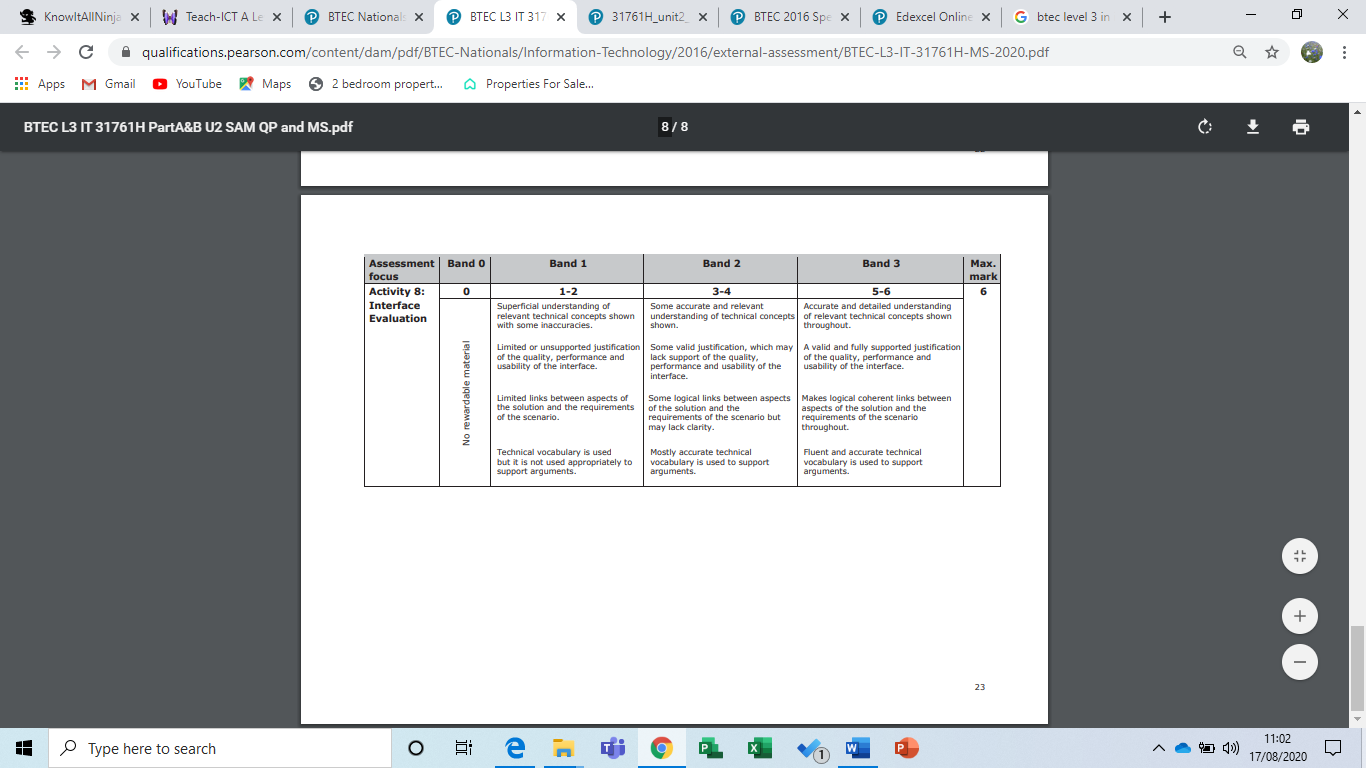 KnowItAllNinja
Teach-ICT A Le
BTEC Nationals
BTEC L3 IT 317
31761H_unit2_
BTEC 2016 Spe
Edexcel Online
btec level 3 in
qualifications.pearson.com/content/dam/pdf/BTEC-Nationals/Information-Technology/2016/external-assessment/BTEC-L3-IT-31761H-MS-2020.pdf
Apps
Gmail
YouTube
Maps
2 bedroom propert...
Properties For Sale...
BTEC L3 IT 31761H PartA&B U2 SAM QP and MS.pdf
8 / 8
Assessment
focus
Band 0
Band 1
Band 2
Band 3
Max.
mark
Activity 8:
Interface
Evaluation
0
1-2
3-4
5-6
6
No rewardable material
Superficial understanding of
relevant technical concepts shown
with some inaccuracies.
Limited or unsupported justification
of the quality, performance and
usability of the interface.
Limited links between aspects of
the solution and the requirements
of the scenario.
Technical vocabulary is used
but it is not used appropriately to
support arguments.
Some accurate and relevant
understanding of technical concepts
shown.
Some valid justification, which may
lack support of the quality,
performance and usability of the
interface.
Some logical links between aspects
of the solution and the
requirements of the scenario but
may lack clarity.
Mostly accurate technical
vocabulary is used to support
arguments.
Accurate and detailed understanding
of relevant technical concepts shown
throughout.
A valid and fully supported justification
of the quality, performance and
usability of the interface.
Makes logical coherent links between
aspects of the solution and the
requirements of the scenario
throughout.
Fluent and accurate technical
vocabulary is used to support
arguments.
23
Type here to search
1
11:02
17/08/2020